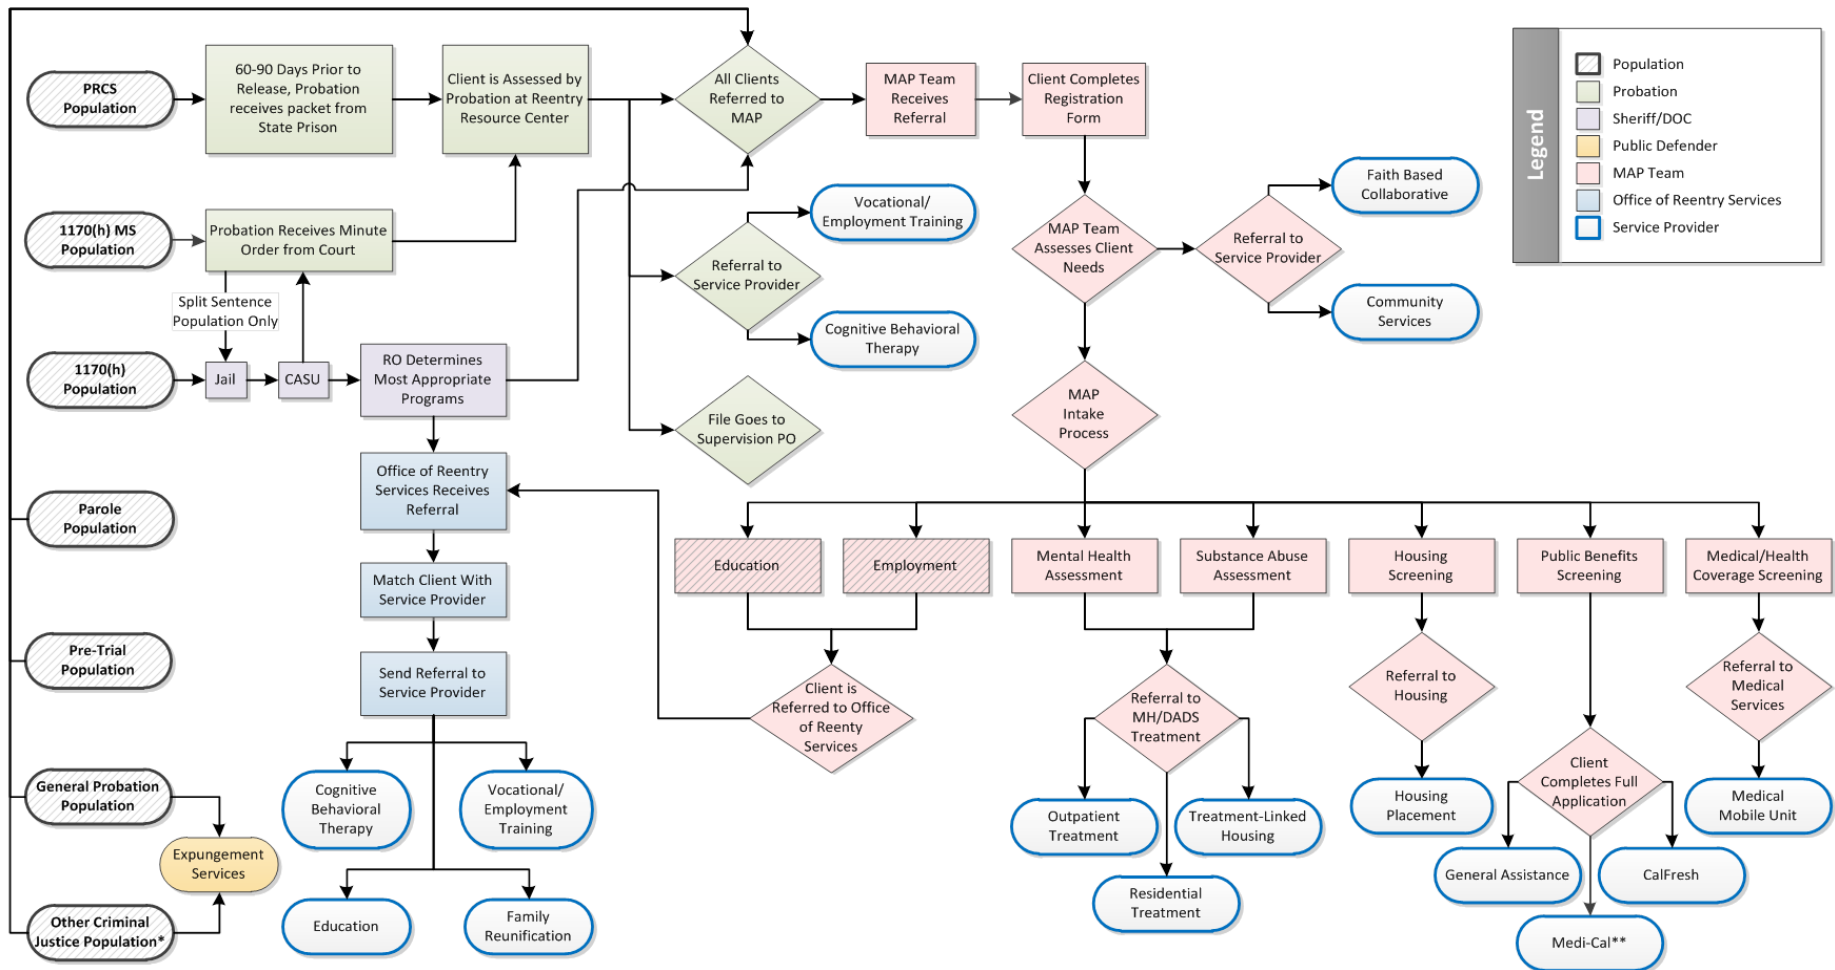 PRCS
Population
60-90 Days Prior to
Release, Probation
receives packet from
State Prison
Client is Assessed by
Probation at Reentry
Resource Center
All Clients
Referred to
MAP
MAP Team
Receives
Referral
Client Completes
Registration
Form
Legend
Population
Probation
Sheriff/DOC
Public Defender
MAP Team
Office of Reentry Services
Service Provider
1170(h) MS
Population
Probation Receives Minute
Order from Court
Split Sentence
Population Only
Vocational/
Employment Training
Referral to
Service Provider
Cognitive Behavioral
Therapy
MAP Team
Assesses Client
Needs
Referral to
Service Provider
Faith Based
Collaborative
Community
Services
1170(h)
Population
Jail
CASU
RO Determines
Most Appropriate
Programs
File Goes to
Supervision PO
MAP
Intake
Process
Parole
Population
Office of Reentry
Services Receives
Referral
Match Client With
Service Provider
Send Referral to
Service Provider
Education
Employment
Mental Health
Assessment
Substance Abuse
Assessment
Housing
Screening
Public Benefits
Screening
Medical/Health
Coverage Screening
Pre-Trial
Population
Client is
Referred to Office
of Reenty
Services
Referral to
MH/DADS
Treatment
Referral to
Housing
Referral to
Medical
Services
Client
Completes Full
Application
General Probation
Population
Expungement
Services
Other Criminal
Justice Population*
Cognitive
Behavioral
Therapy
Vocational/
Employment
Training
Education
Family
Reunification
Outpatient
Treatment
Treatment-Linked
Housing
Residential
Treatment
Housing
Placement
Medical
Mobile Unit
General Assistance
CalFresh
Medi-Cal**